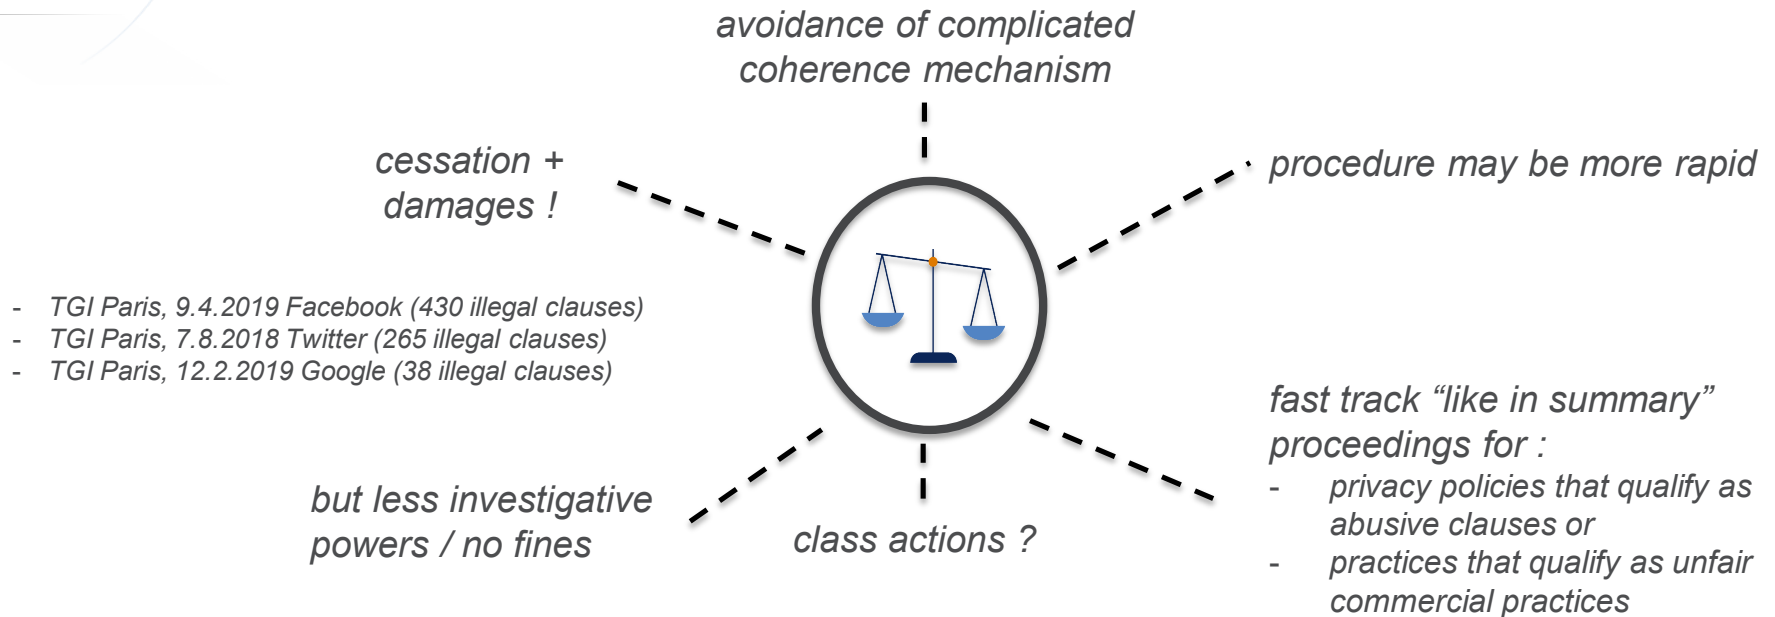 avoidance of complicated
coherence mechanism
cessation +
damages !
procedure may be more rapid
- TGI Paris, 9.4.2019 Facebook (430 illegal clauses)
- TGI Paris, 7.8.2018 Twitter (265 illegal clauses)
- TGI Paris, 12.2.2019 Google (38 illegal clauses)
fast track “like in summary”
proceedings for :
- privacy policies that qualify as
abusive clauses or
- practices that qualify as unfair
commercial practices
but less investigative
powers / no fines
class actions ?